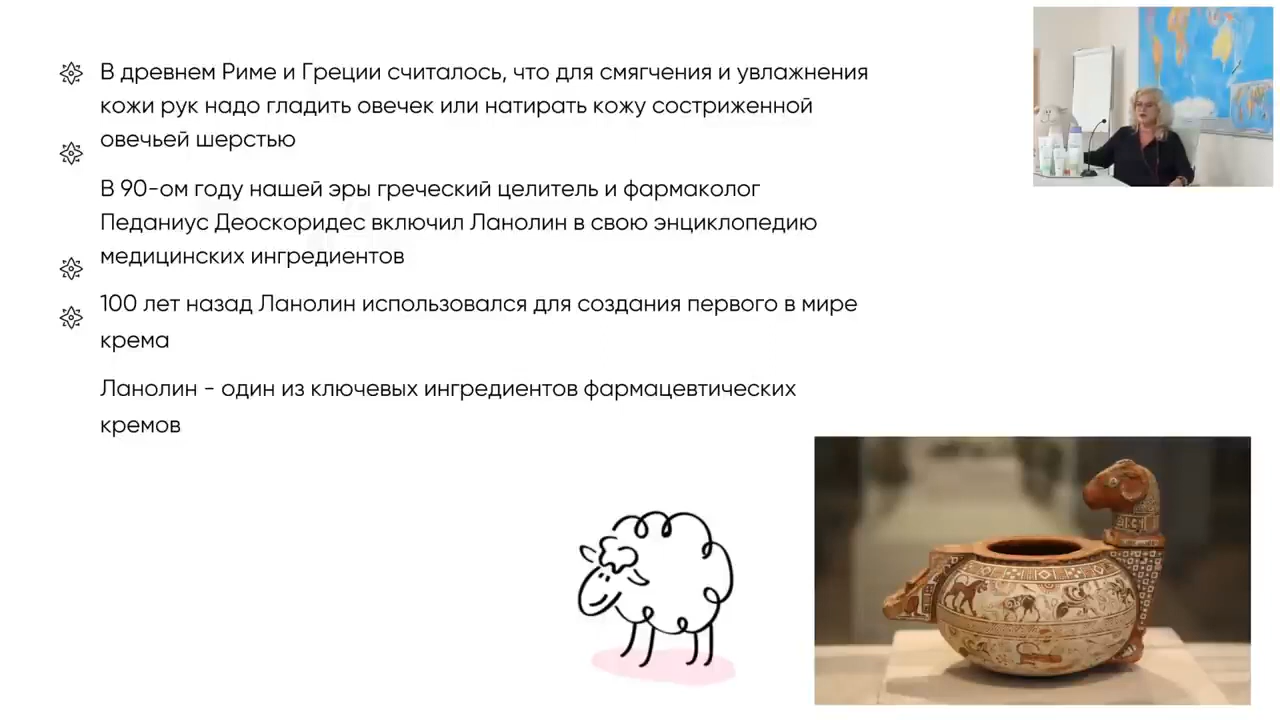 В древнем Риме и Греции считалось, что для смягчения и увлажнения
кожи рук надо гладить овечек или натирать кожу состриженной
овечьей шерстью
В 90-ом году нашей эры греческий целитель и фармаколог
Педаниус Деоскоридес включил Ланолин в свою энциклопедию
медицинских ингредиентов
100 лет назад Ланолин использовался для создания первого в мире
крема
Ланолин - один из ключевых ингредиентов фармацевтических
кремов